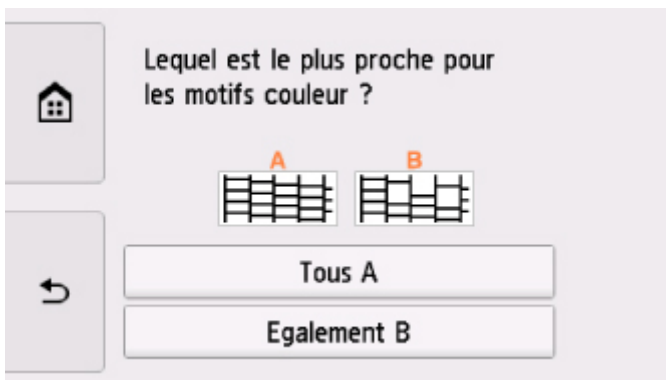 Lequel est le plus proche pour
les motifs couleur ?
A B
Tous A
Egalement B